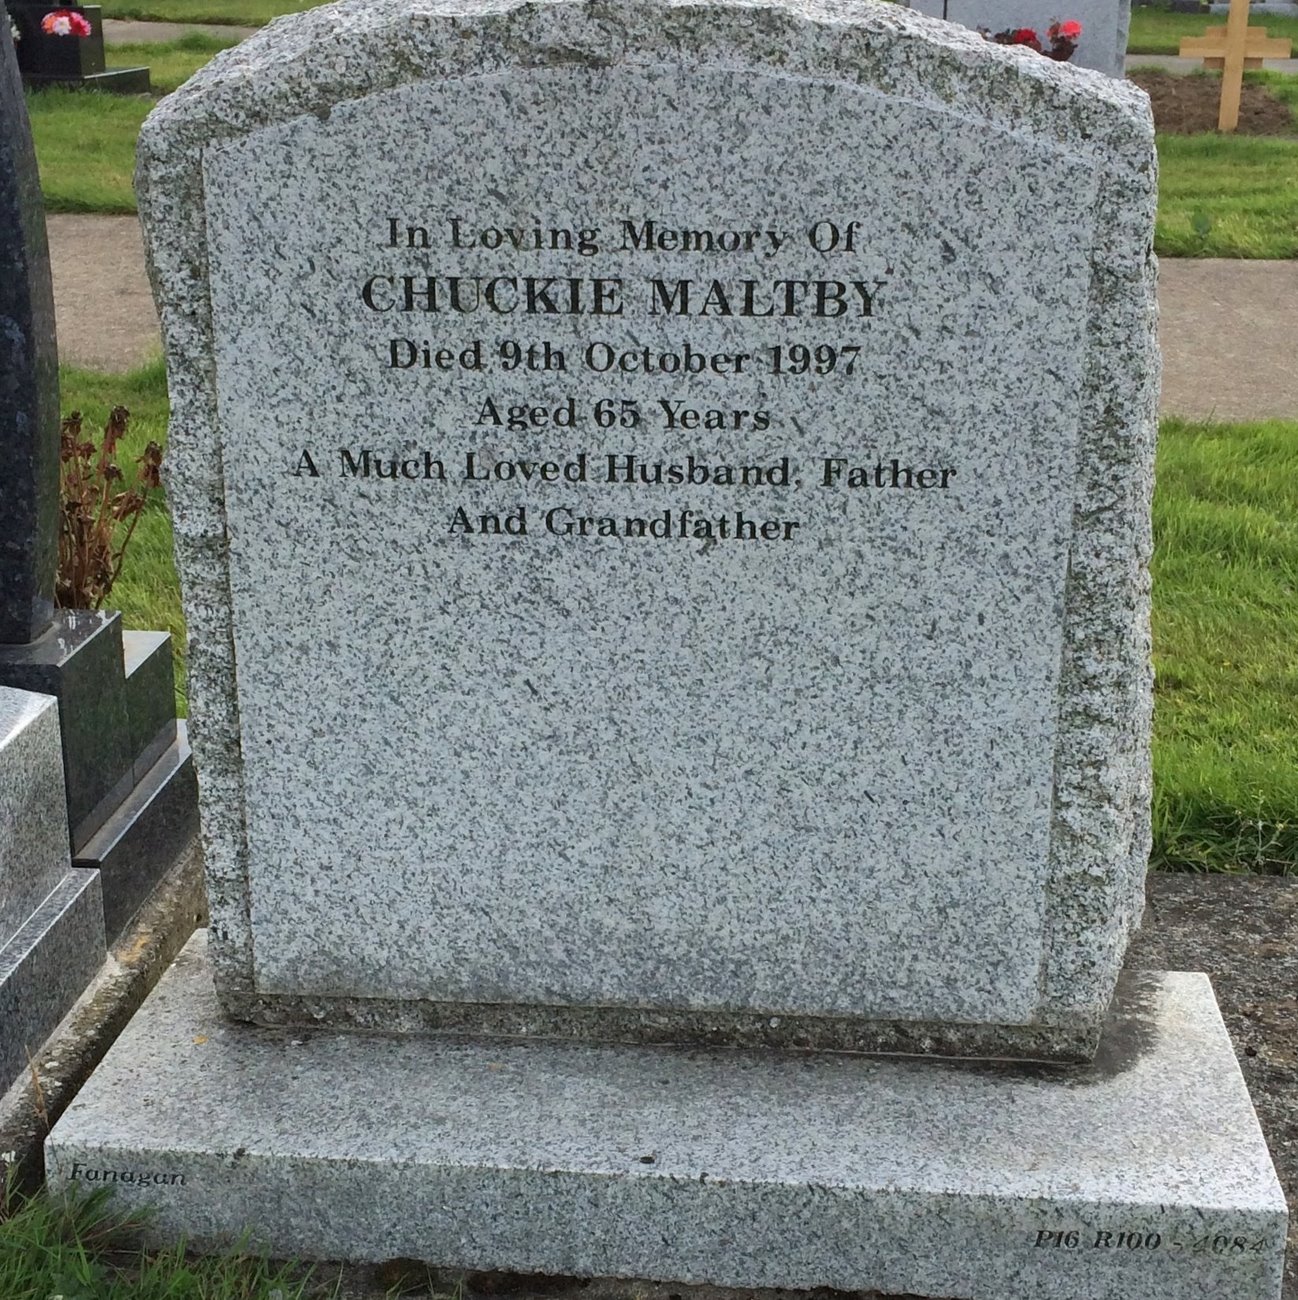 In Loving Memory Of
CHUCKIE MALTBY
Died 9th October 1997
Aged 65 Years
A Much Loved Husband, Father
And Grandfather
Fanagan
P16 R100 - 4084